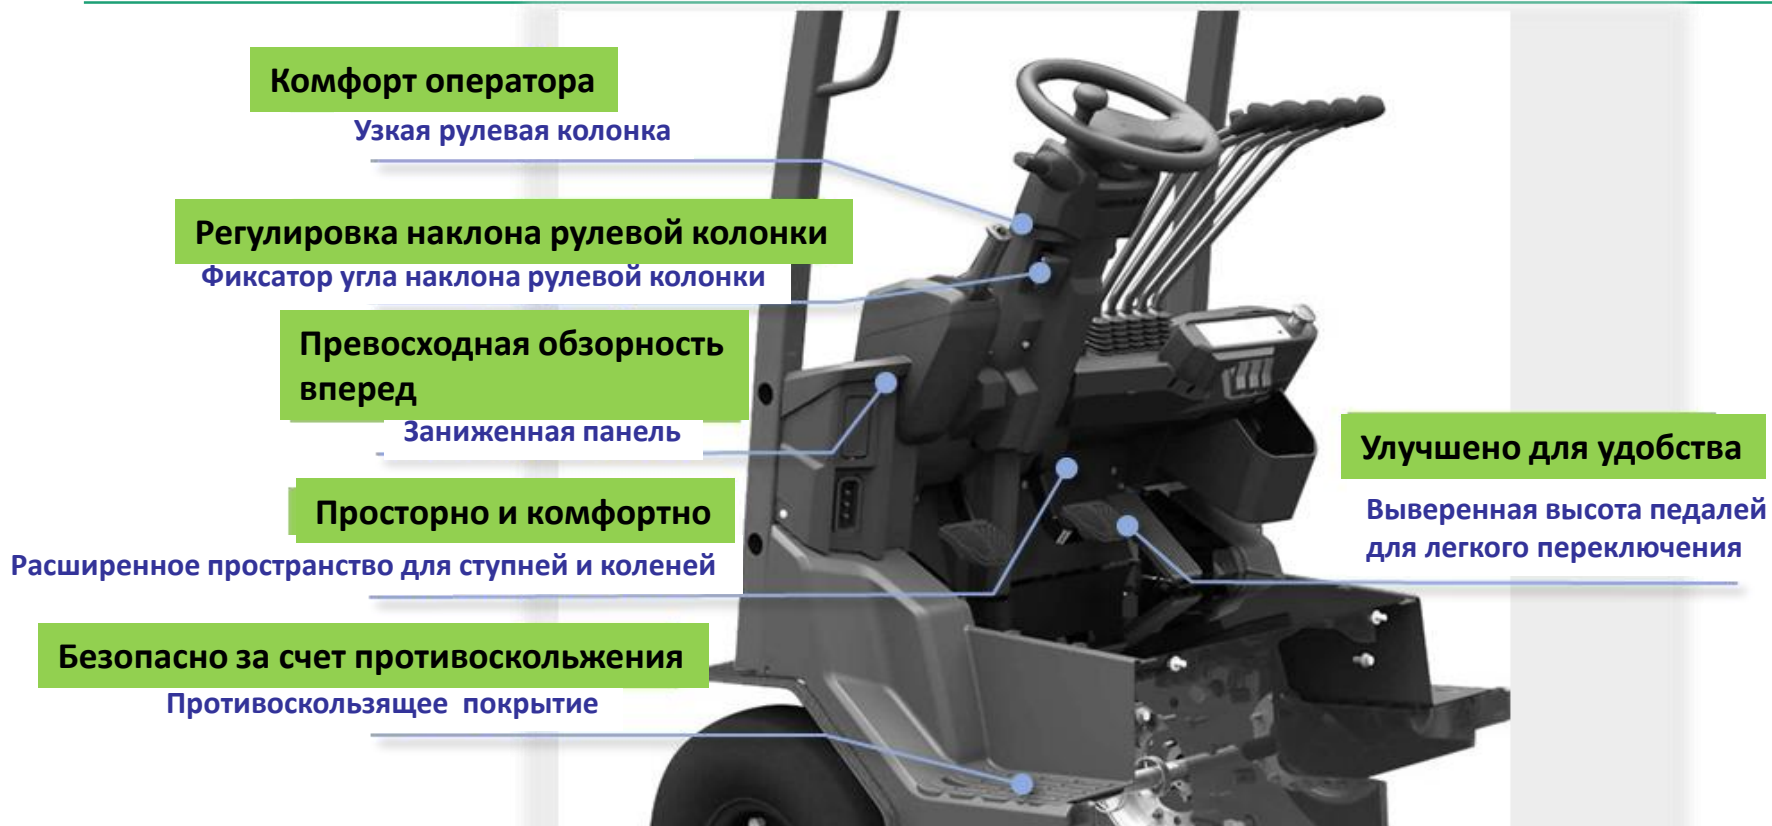 Комфорт оператора
Узкая рулевая колонка
Регулировка наклона рулевой колонки
Фиксатор угла наклона рулевой колонки
Превосходная обзорность
вперед
Заниженная панель
Просторно и комфортно
Расширенное пространство для ступней и коленей
Безопасно за счет противоскольжения
Противоскользящее покрытие
Улучшено для удобства
Выверенная высота педалей
для легкого переключения